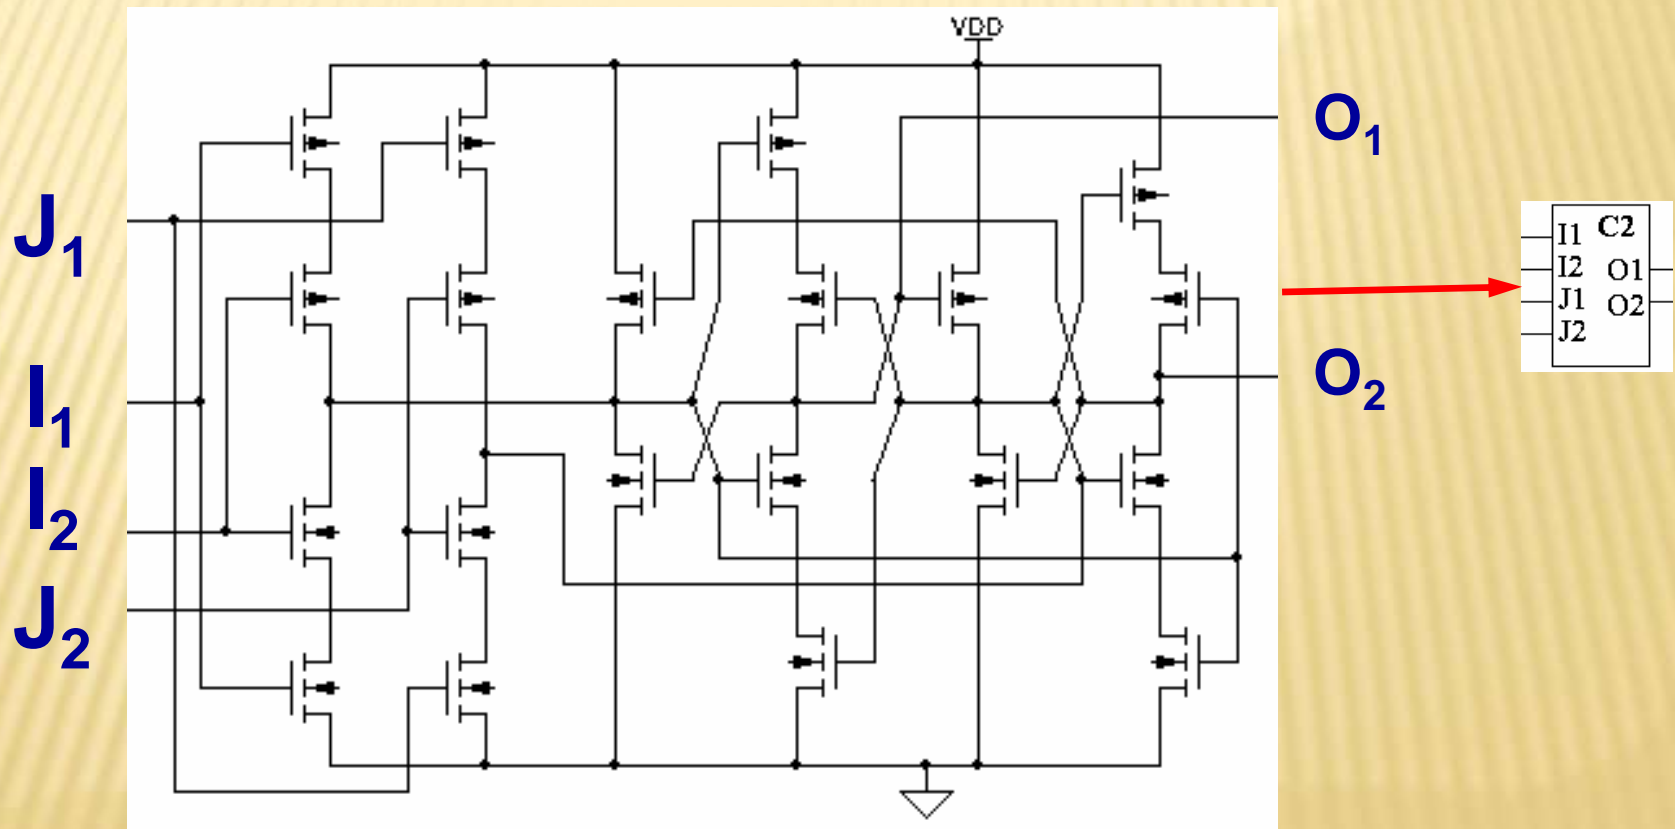 VDD
O₁
J₁
I1 C2
I2 O1
J1 O2
J2
I₁
O₂
I₂
J₂